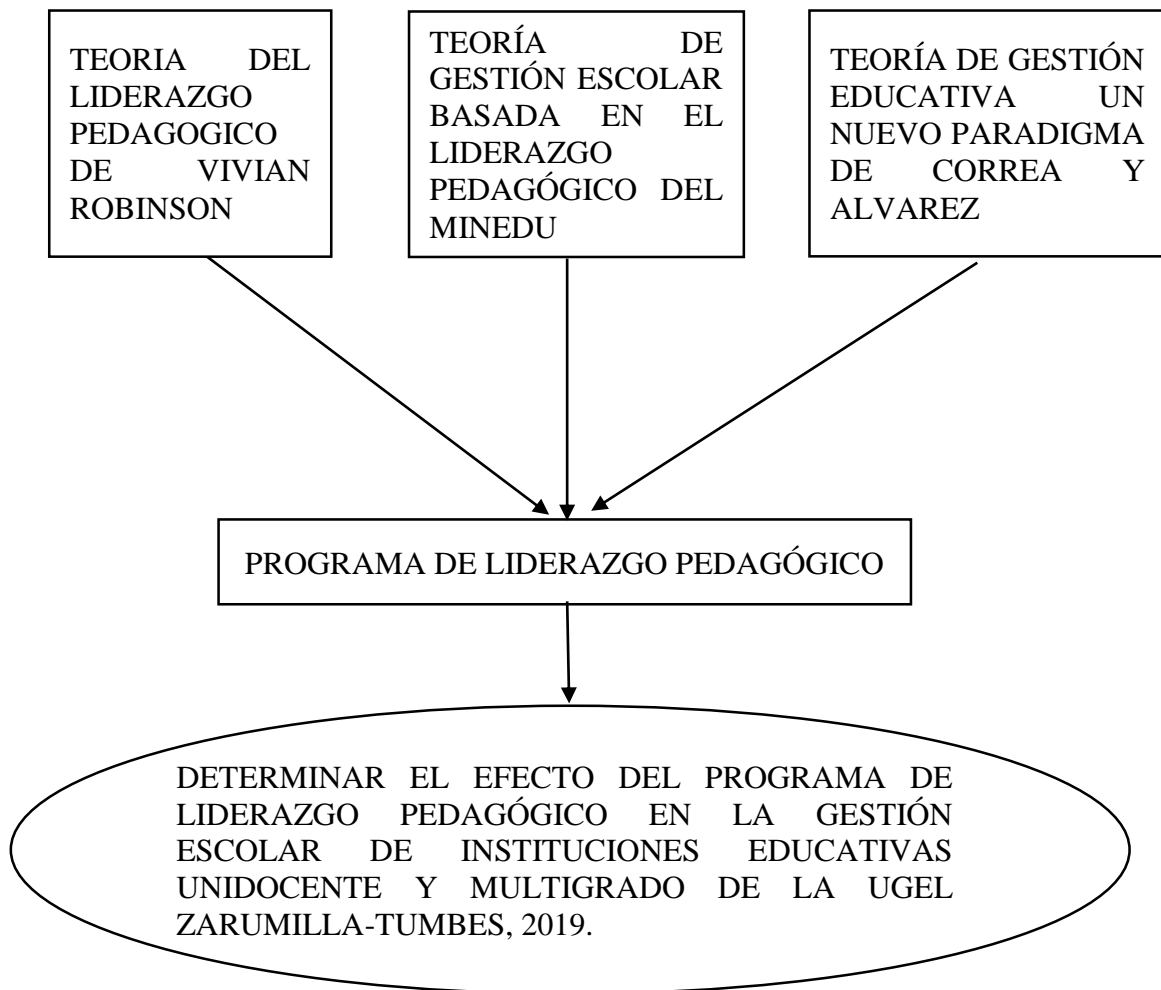 TEORIA DEL
LIDERAZGO
PEDAGOGICO
DE VIVIAN
ROBINSON
TEORÍA DE
GESTIÓN ESCOLAR
BASADA EN EL
LIDERAZGO
PEDAGÓGICO DEL
MINEDU
TEORÍA DE GESTIÓN
EDUCATIVA UN
NUEVO PARADIGMA
DE CORREA Y
ALVAREZ
PROGRAMA DE LIDERAZGO PEDAGÓGICO
DETERMINAR EL EFECTO DEL PROGRAMA DE
LIDERAZGO PEDAGÓGICO EN LA GESTIÓN
ESCOLAR DE INSTITUCIONES EDUCATIVAS
UNIDOCENTE Y MULTIGRADO DE LA UGEL
ZARUMILLA-TUMBES, 2019.